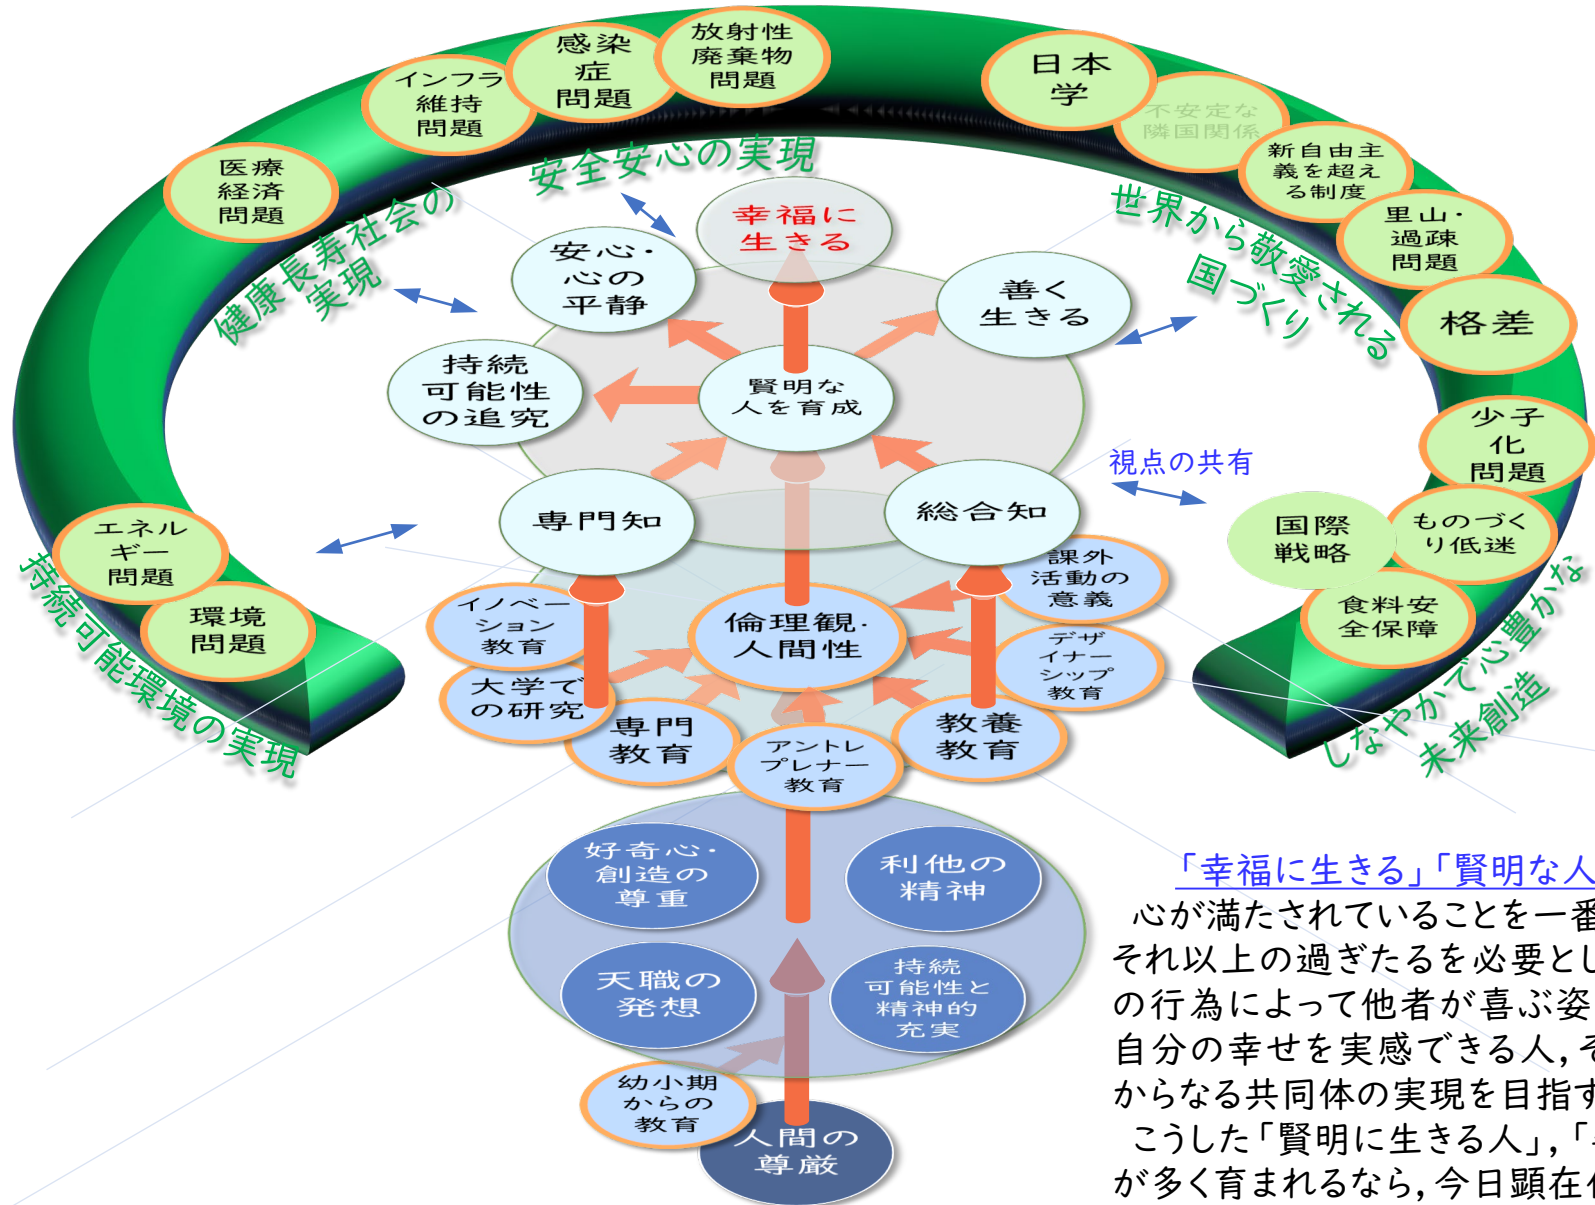 放射性
廃棄物
問題
感染
症
問題
インフラ
維持
問題
医療
経済
問題
日本
学
不安定な
隣国関係
新自由主
義を超え
る制度
里山・
過疎
問題
格差
少子
化
問題
ものづく
り低迷
国際
戦略
食料安
全保障
エネル
ギー
問題
環境
問題
安全安心の実現
健康長寿社会の
実現
世界から敬愛される
国づくり
持続可能環境の実現
しなやかで心豊かな
未来創造
視点の共有
幸福に
生きる
安心・
心の
平静
善く
生きる
持続
可能性
の追究
賢明な
人を育成
専門知
総合知
課外
活動の
意義
イノベー
ション
教育
倫理観・
人間性
デザ
イナー
シップ
教育
大学で
の研究
専門
教育
アントレ
プレナー
教育
教養
教育
好奇心・
創造の
尊重
利他の
精神
天職の
発想
持続
可能性と
精神的
充実
幼小期
からの
教育
人間の
尊厳
「幸福に生きる」「賢明な人
心が満たされていることを一番
それ以上の過ぎたるを必要とし
の行為によって他者が喜ぶ姿
自分の幸せを実感できる人,そ
からなる共同体の実現を目指す
こうした「賢明に生きる人」,「
が多く育まれるなら,今日顕在